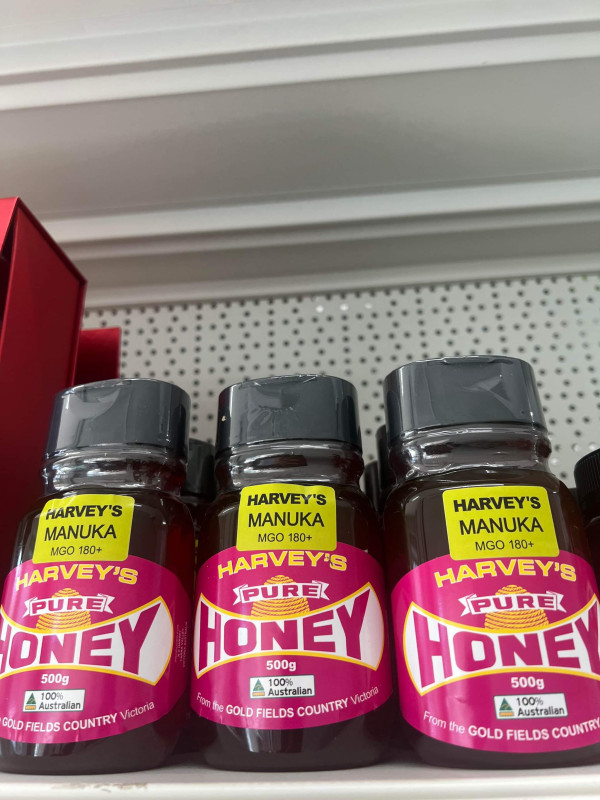 HARVEY'S
MANUKA
MGO 180+
HARVEY'S
PURE
HONEY
500g
100%
Australian
GOLD FIELDS COUNTRY Victoria
HARVEY'S
MANUKA
MGO 180+
HARVEY'S
PURE
HONEY
500g
100%
Australian
From the GOLD FIELDS COUNTRY Victoria
HARVEY'S
MANUKA
MGO 180+
HARVEY'S
PURE
HONEY
500g
100%
Australian
From the GOLD FIELDS COUNTRY